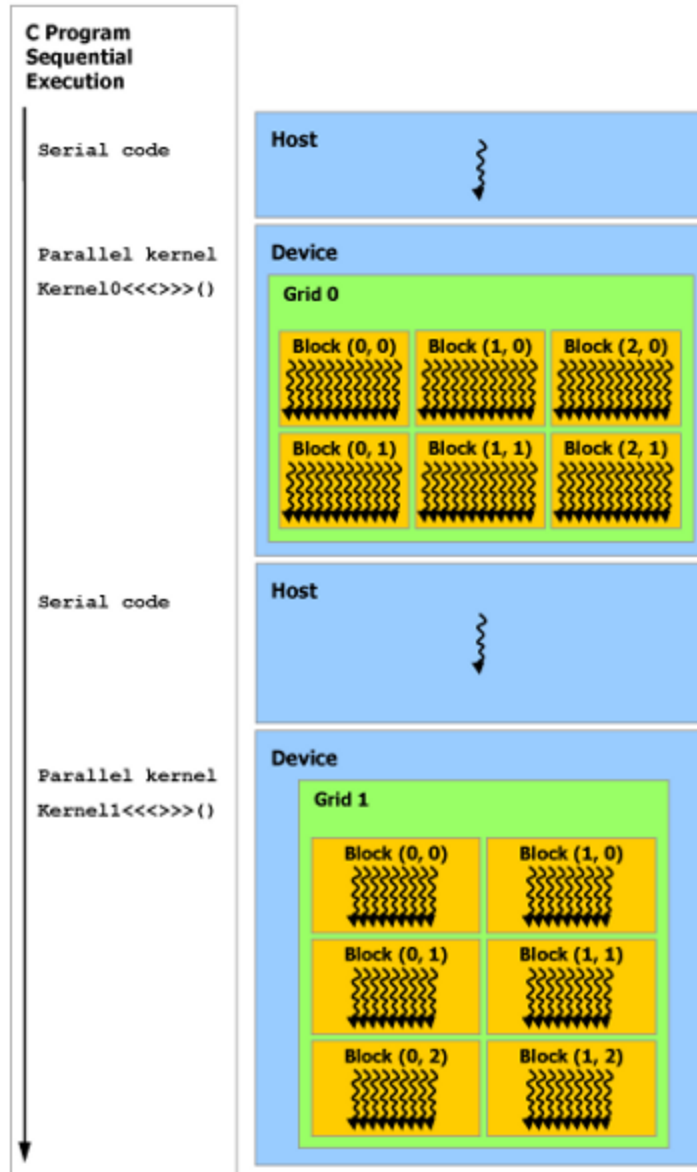 C Program
Sequential
Execution
Serial code
Host
Parallel kernel
Kernel0<<<>>>()
Device
Grid 0
Block (0, 0)
Block (1, 0)
Block (2, 0)
Block (0, 1)
Block (1, 1)
Block (2, 1)
Serial code
Host
Parallel kernel
Kernel1<<<>>>()
Device
Grid 1
Block (0, 0)
Block (1, 0)
Block (0, 1)
Block (1, 1)
Block (0, 2)
Block (1, 2)